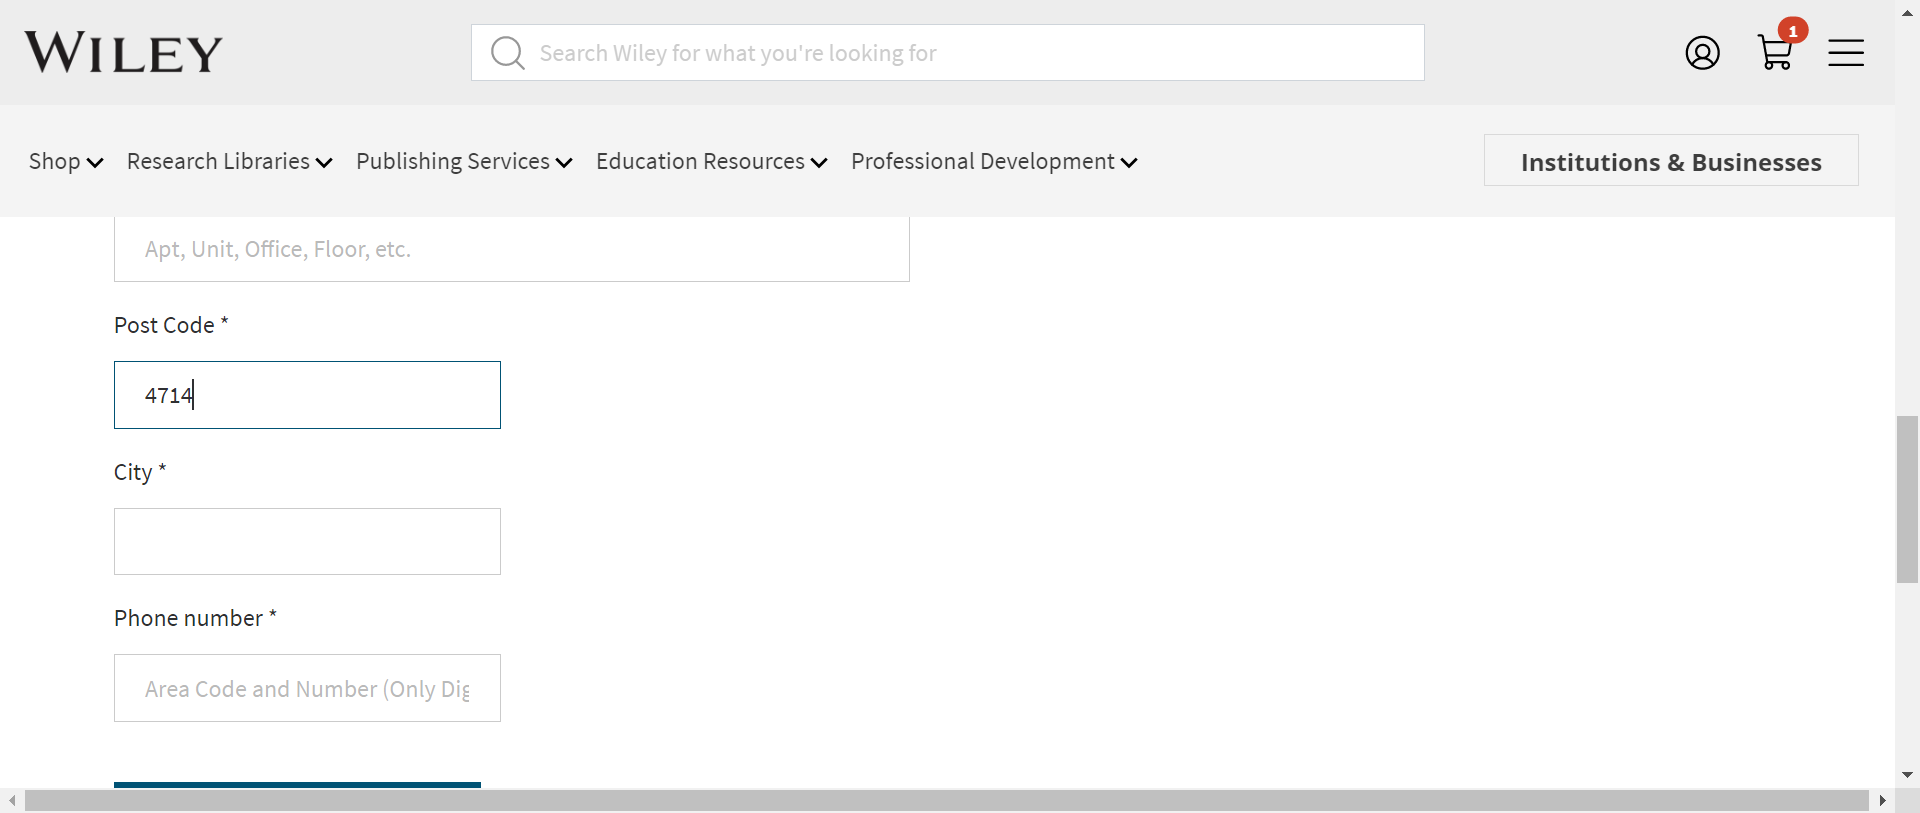 WILEY
Search Wiley for what you're looking for
1
Shop
Research Libraries
Publishing Services
Education Resources
Professional Development
Institutions & Businesses
Apt, Unit, Office, Floor, etc.
Post Code *
4714
City *
Phone number *
Area Code and Number (Only Dig